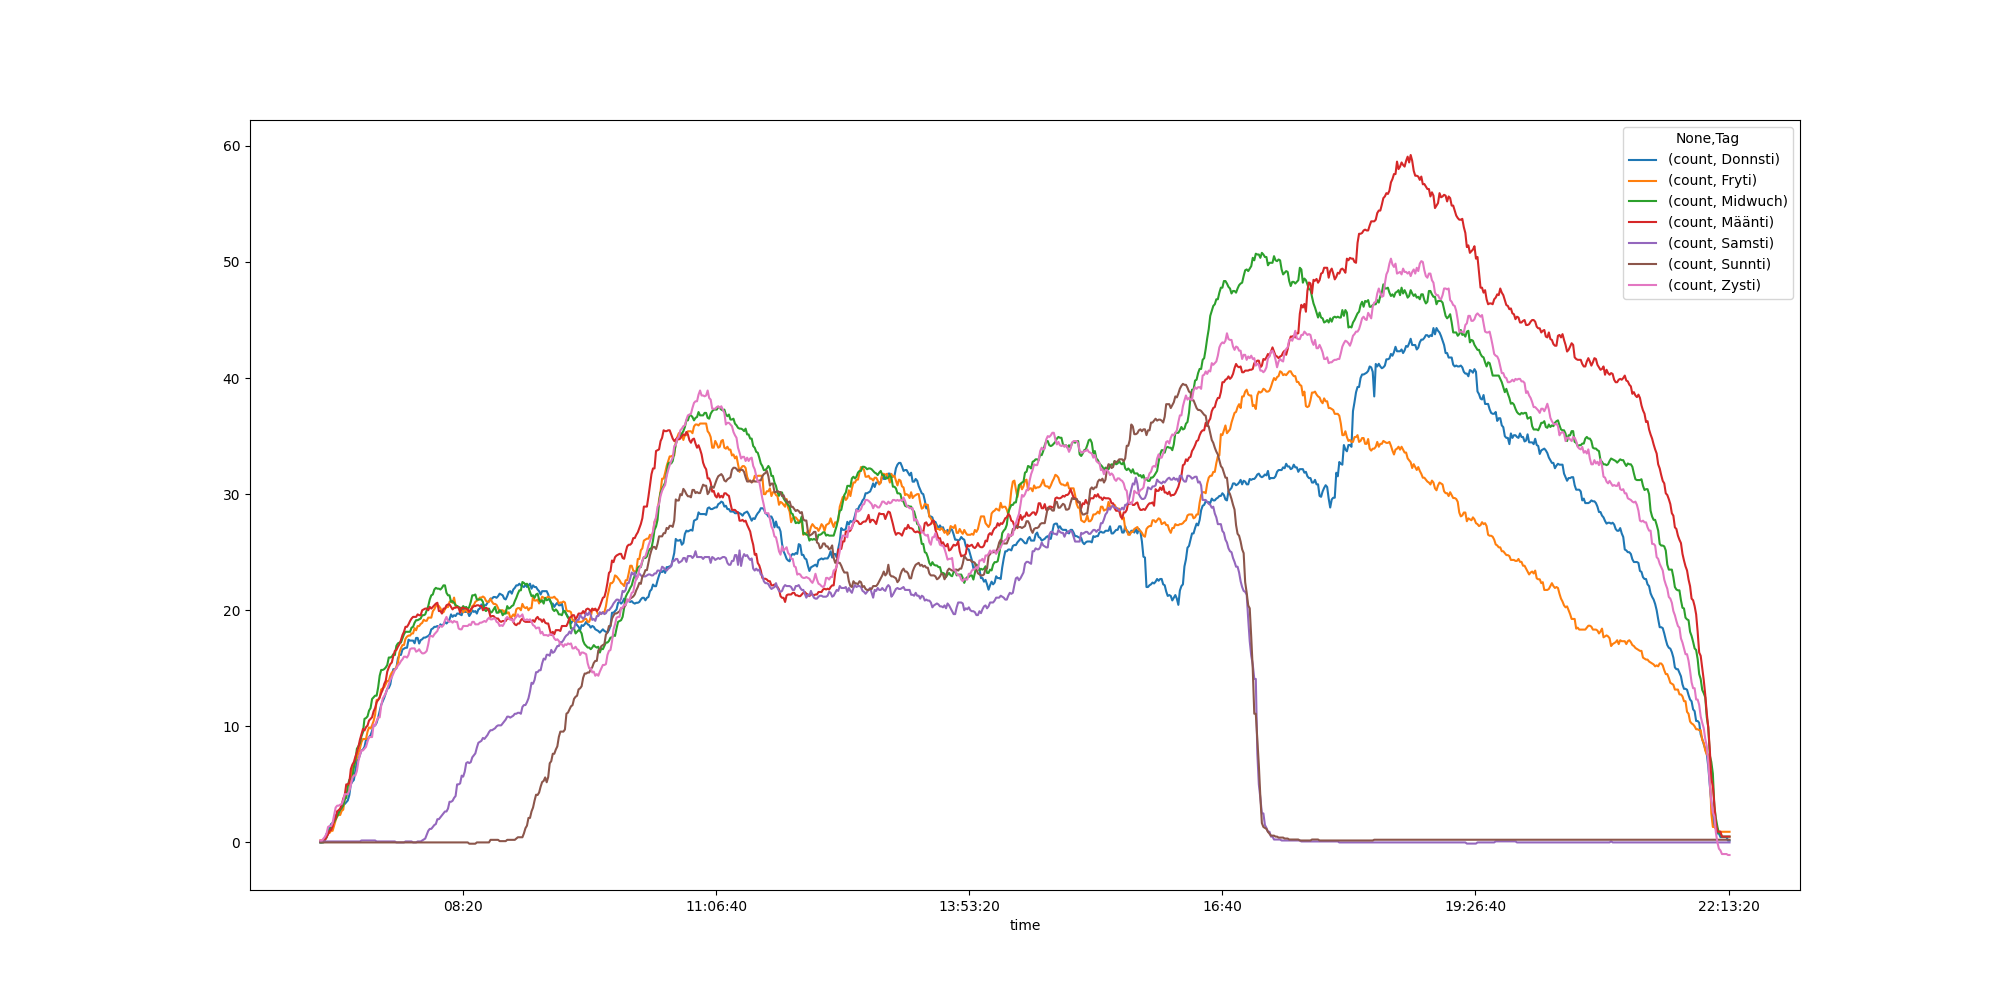 60
50
40
30
20
10
0
None,Tag
(count, Donnsti)
(count, Fryti)
(count, Midwuch)
(count, Määnti)
(count, Samsti)
(count, Sunnti)
(count, Zysti)
08:20 11:06:40 13:53:20 16:40 19:26:40 22:13:20
time